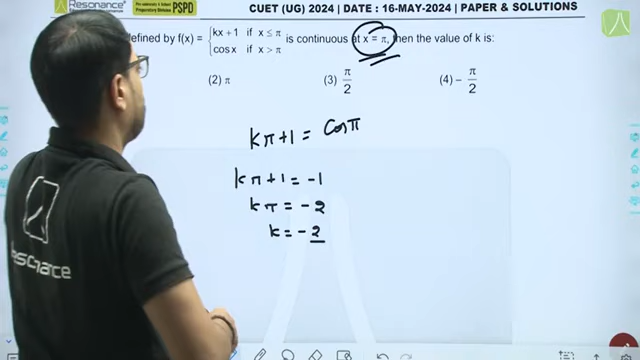 Resonance® PSPD
CUET (UG) 2024 | DATE : 16-MAY-2024 | PAPER & SOLUTIONS
defined by f(x) = { kx + 1 if x ≤ π
cos x if x > π
is continuous at x = π, then the value of k is:
(2) π (3) π/2 (4) – π/2
kπ+1 = cos π
kπ+1 = -1
kπ = -2
k = -2
Resonance